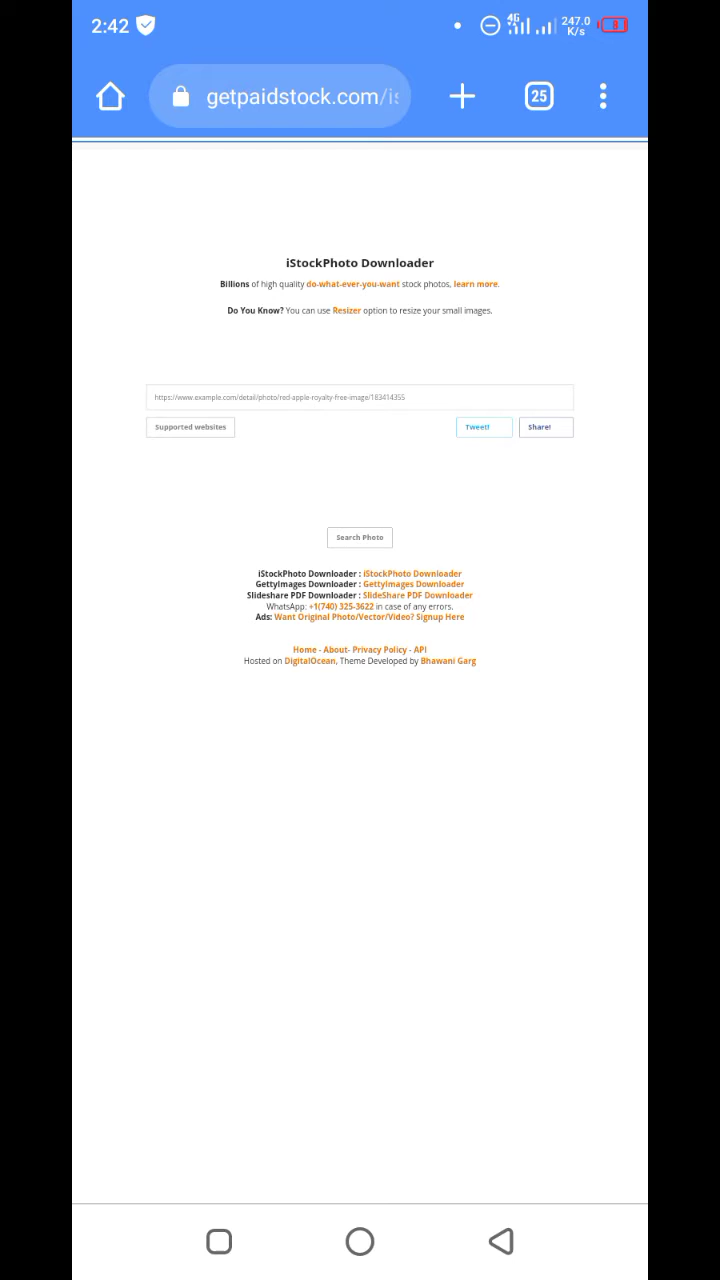 2:42
4G
247.0
K/s
8
getpaidstock.com/is
25
iStockPhoto Downloader
Billions of high quality do-what-ever-you-want stock photos, learn more.
Do You Know? You can use Resizer option to resize your small images.
https://www.example.com/detail/photo/red-apple-royalty-free-image/183414355
Supported websites
Tweet!
Share!
Search Photo
iStockPhoto Downloader : iStockPhoto Downloader
GettyImages Downloader : GettyImages Downloader
Slideshare PDF Downloader : SlideShare PDF Downloader
WhatsApp: +1(740) 325-3622 in case of any errors.
Ads: Want Original Photo/Vector/Video? Signup Here
Home - About- Privacy Policy - API
Hosted on DigitalOcean, Theme Developed by Bhawani Garg